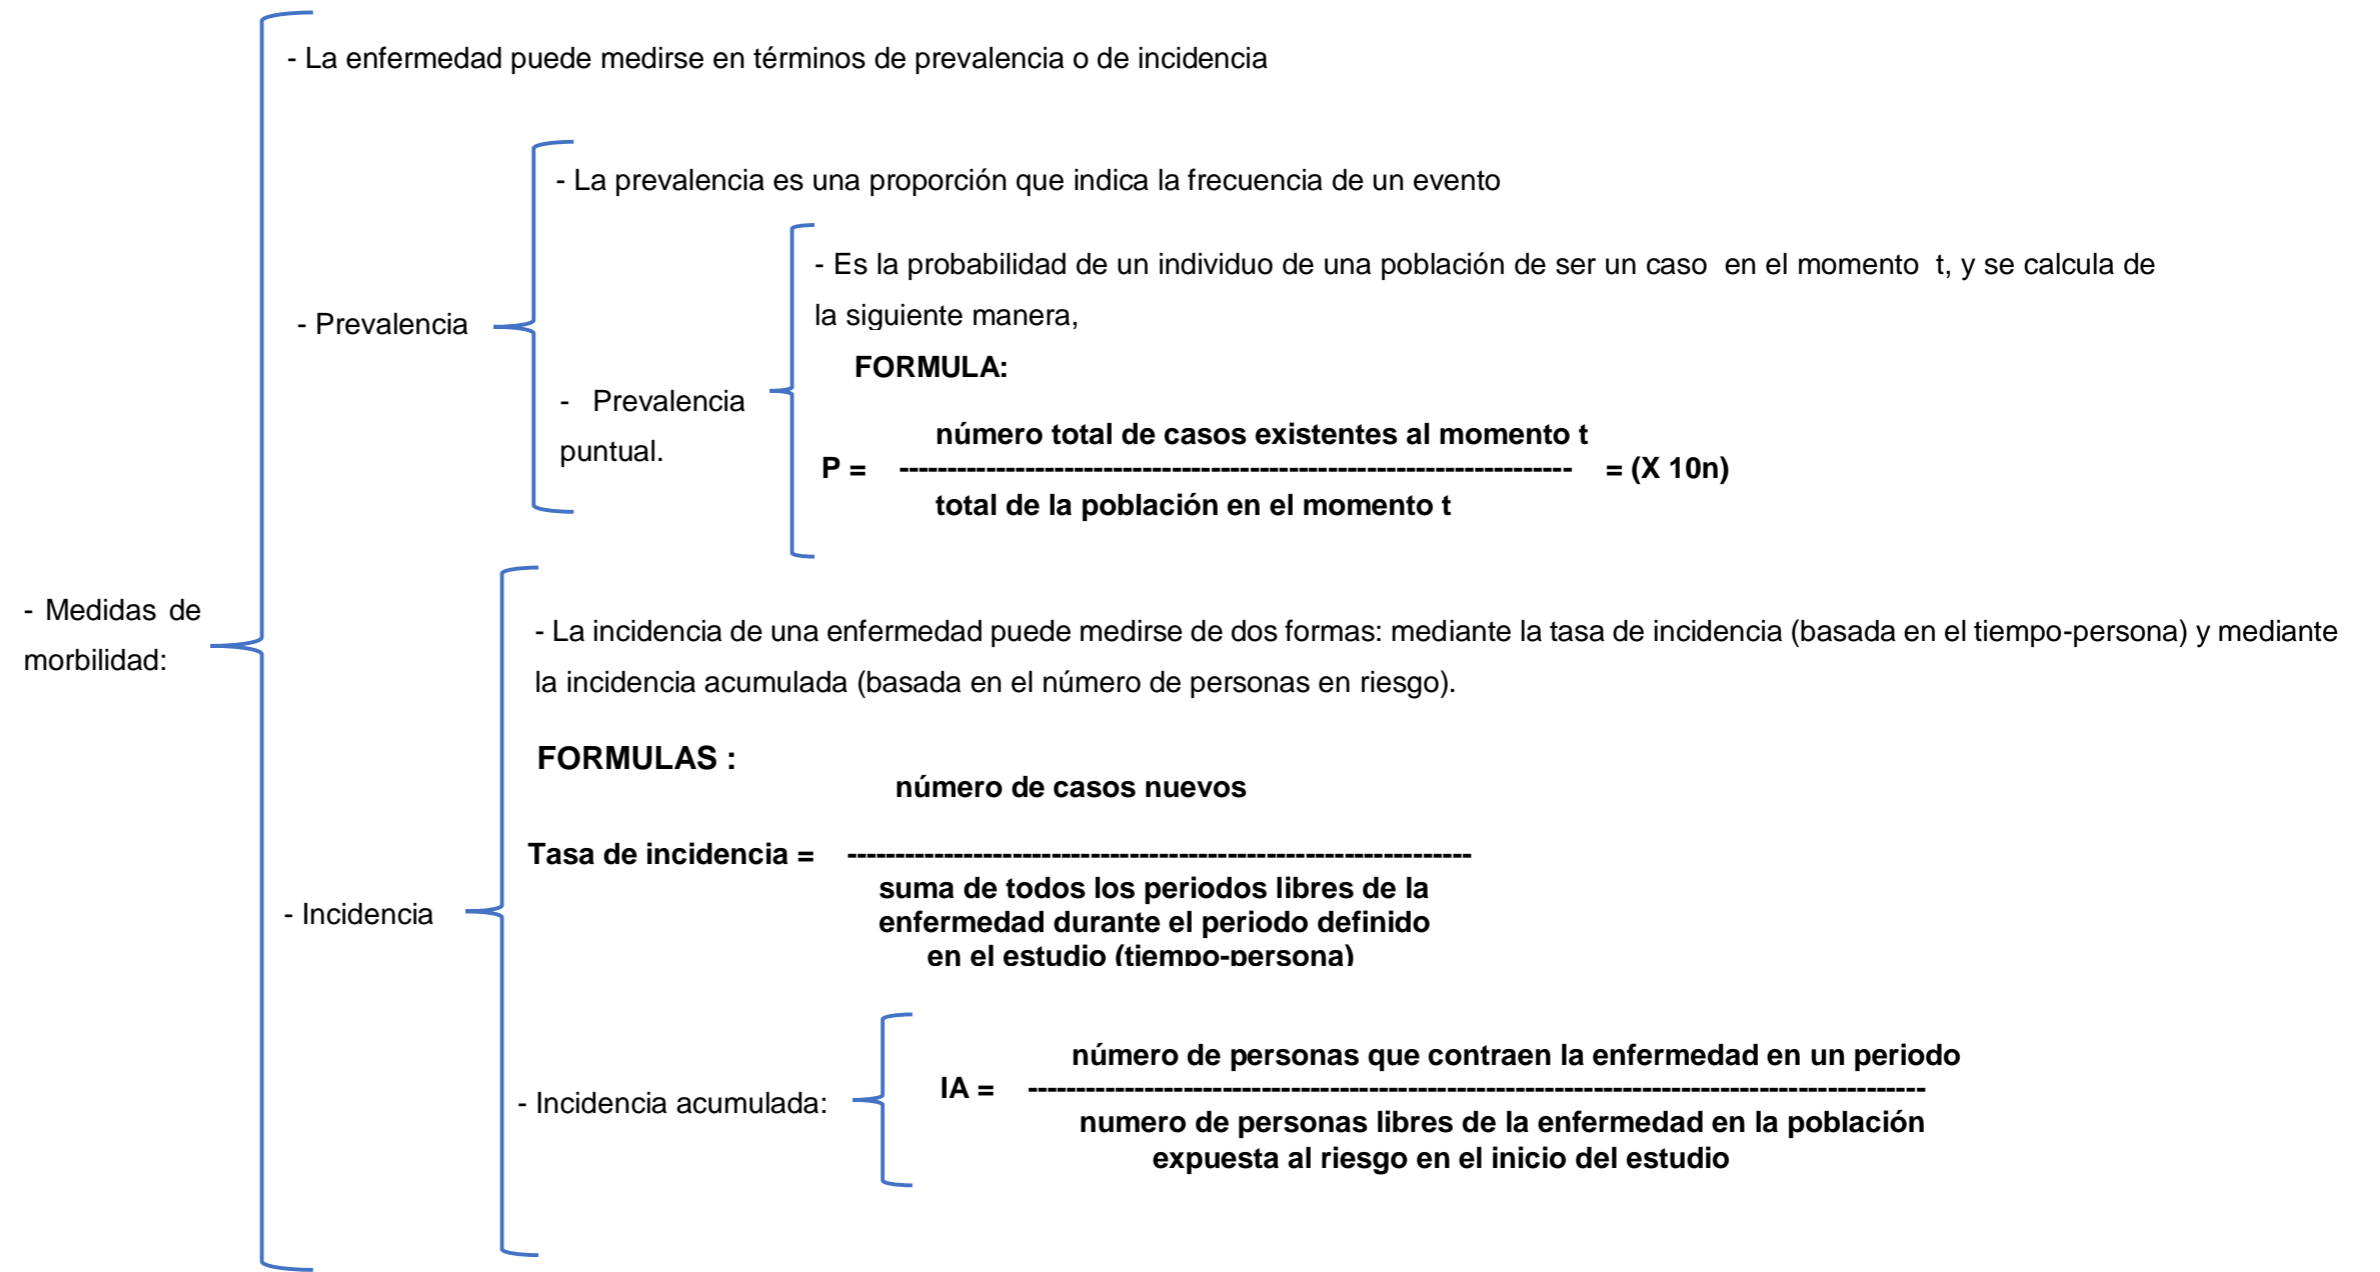 - La enfermedad puede medirse en términos de prevalencia o de incidencia
- La prevalencia es una proporción que indica la frecuencia de un evento
- Es la probabilidad de un individuo de una población de ser un caso en el momento t, y se calcula de
la siguiente manera,
- Prevalencia
FORMULA:
- Prevalencia
puntual.
número total de casos existentes al momento t
P = ---------------------------------------------------------------------- = (X 10n)
total de la población en el momento t
- Medidas de
morbilidad:
- La incidencia de una enfermedad puede medirse de dos formas: mediante la tasa de incidencia (basada en el tiempo-persona) y mediante
la incidencia acumulada (basada en el número de personas en riesgo).
FORMULAS :
número de casos nuevos
Tasa de incidencia = -----------------------------------------------------------------
suma de todos los periodos libres de la
enfermedad durante el periodo definido
en el estudio (tiempo-persona)
- Incidencia
- Incidencia acumulada:
número de personas que contraen la enfermedad en un periodo
IA = ---------------------------------------------------------------------------------------------
numero de personas libres de la enfermedad en la población
expuesta al riesgo en el inicio del estudio